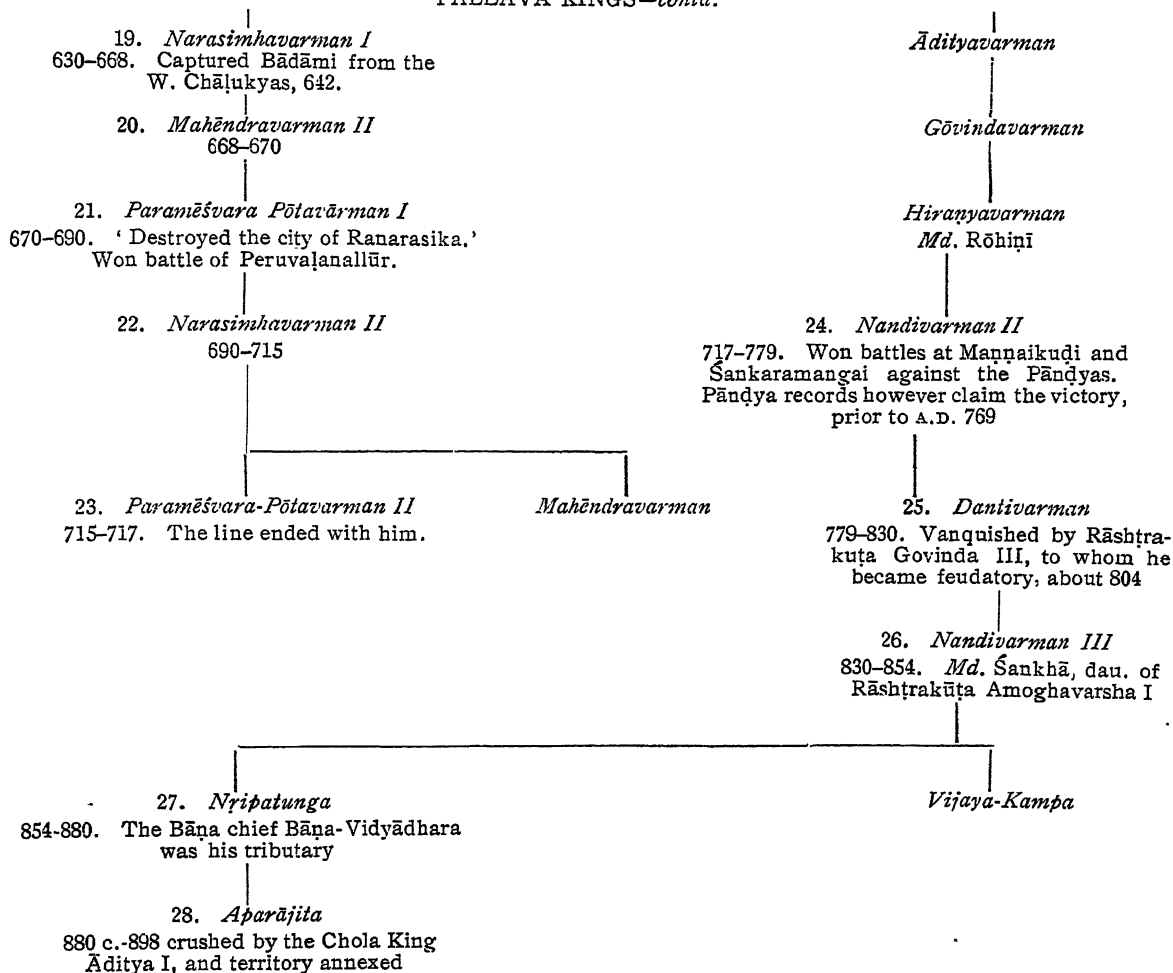 PALLAVA KINGS—contd.
19. Narasimhavarman I
630–668. Captured Bādāmi from the
W. Chāḷukyas, 642.
20. Mahēndravarman II
668–670
21. Paramēśvara Pōtavārman I
670–690. ‘ Destroyed the city of Ranarasika.’
Won battle of Peruvaḷanallūr.
22. Narasimhavarman II
690–715
23. Paramēśvara-Pōtavarman II
715–717. The line ended with him.
Mahēndravarman
Ādityavarman
Gōvindavarman
Hiraṇyavarman
Md. Rōhiṇī
24. Nandivarman II
717–779. Won battles at Maṇṇaikuḍi and
Śankaramangai against the Pāṇḍyas.
Pāṇḍya records however claim the victory,
prior to A.D. 769
25. Dantivarman
779–830. Vanquished by Rāshṭra-
kuṭa Govinda III, to whom he
became feudatory, about 804
26. Nandivarman III
830–854. Md. Śankhā, dau. of
Rāshṭrakūṭa Amoghavarsha I
27. Nṛipatunga
854-880. The Bāṇa chief Bāṇa-Vidyādhara
was his tributary
Vijaya-Kampa
28. Aparājita
880 c.-898 crushed by the Chola King
Āditya I, and territory annexed